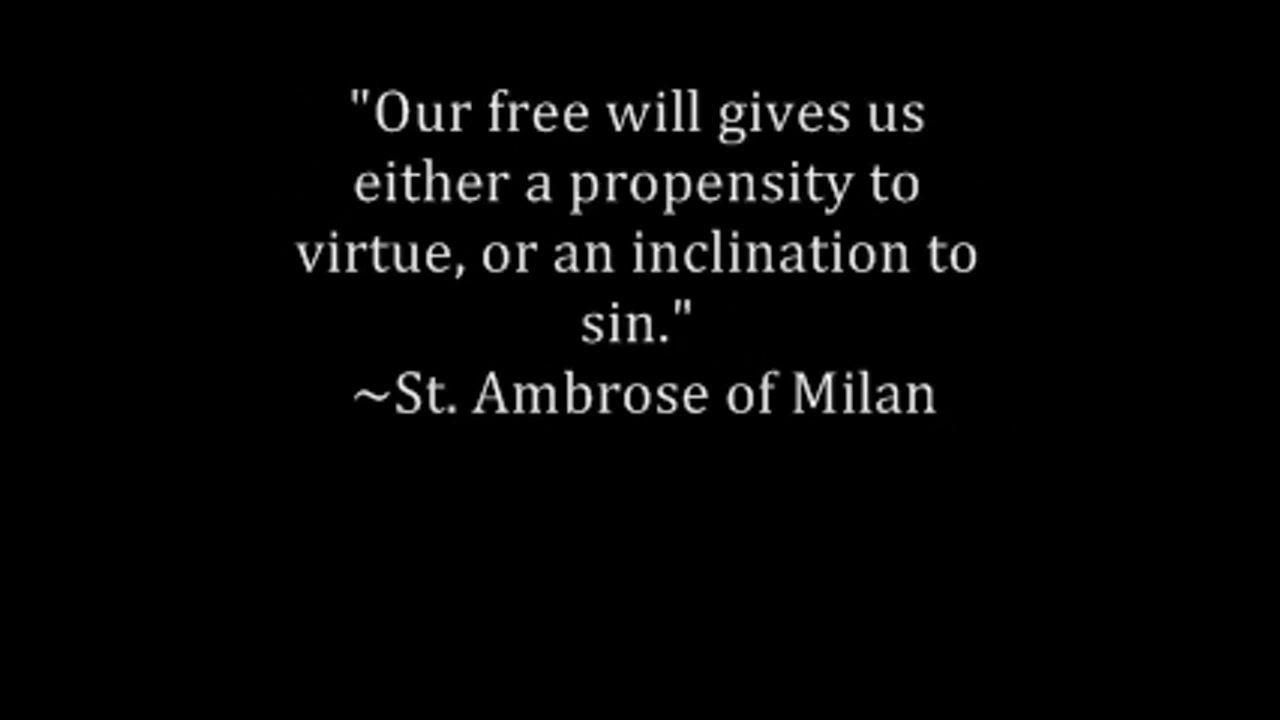 "Our free will gives us
either a propensity to
virtue, or an inclination to
sin."
~St. Ambrose of Milan